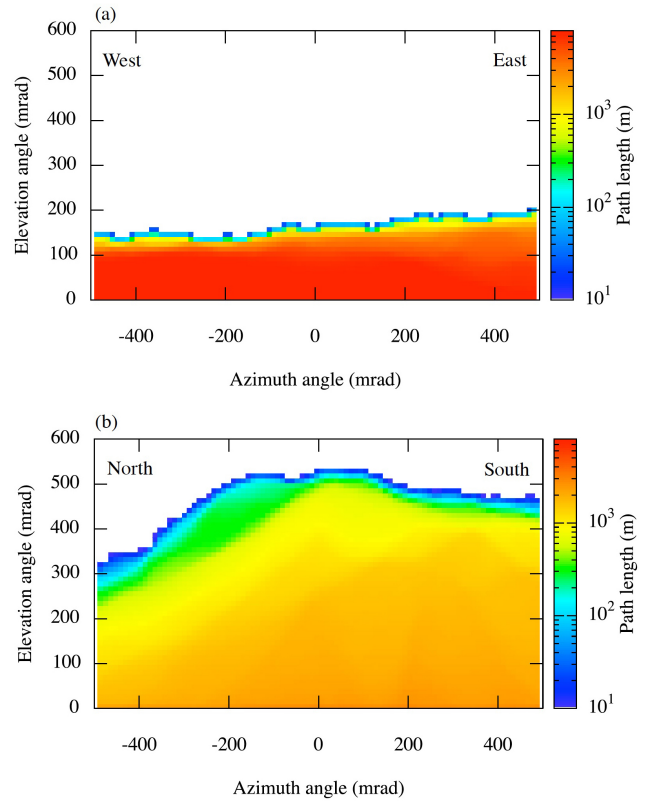 (a)
600
500
400
300
200
100
0
Elevation angle (mrad)
West
East
-400
-200
0
200
400
Azimuth angle (mrad)
10³
10²
10¹
Path length (m)
(b)
600
500
400
300
200
100
0
Elevation angle (mrad)
North
South
-400
-200
0
200
400
Azimuth angle (mrad)
10³
10²
10¹
Path length (m)